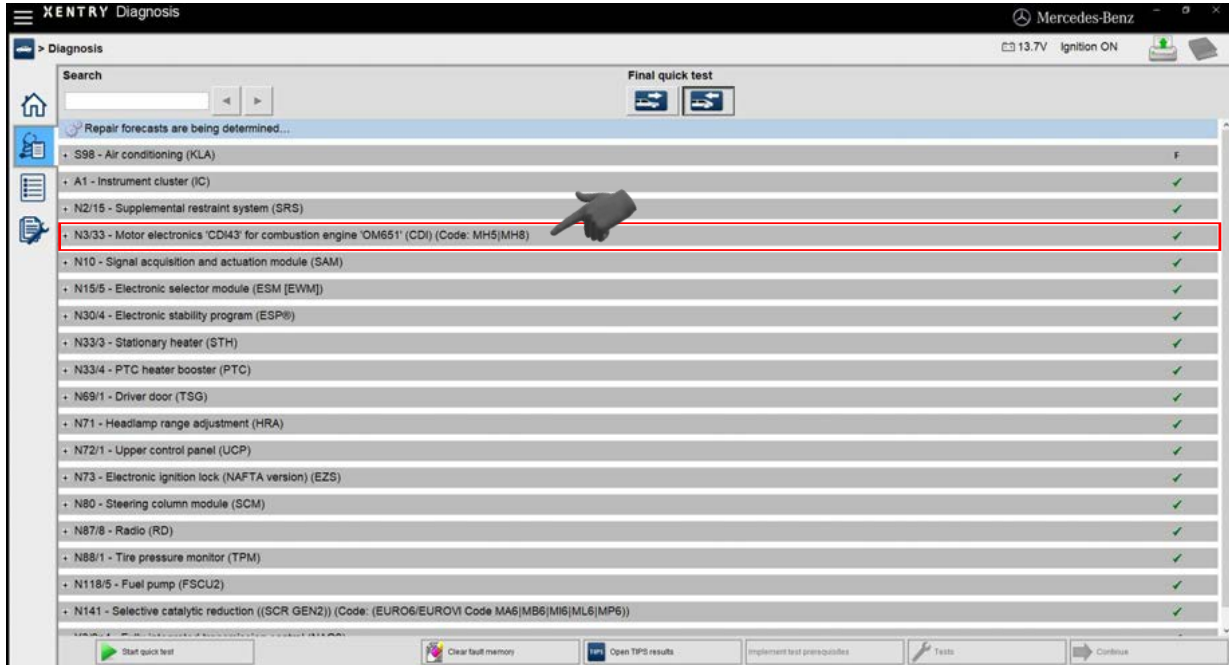 XENTRY Diagnosis
Mercedes-Benz
> Diagnosis
13.7V Ignition ON
Search
Final quick test
Repair forecasts are being determined...
+ S98 - Air conditioning (KLA) F
+ A1 - Instrument cluster (IC) ✓
+ N2/15 - Supplemental restraint system (SRS) ✓
+ N3/33 - Motor electronics 'CDI43' for combustion engine 'OM651' (CDI) (Code: MH5|MH8) ✓
+ N10 - Signal acquisition and actuation module (SAM) ✓
+ N15/5 - Electronic selector module (ESM [EWM]) ✓
+ N30/4 - Electronic stability program (ESP®) ✓
+ N33/3 - Stationary heater (STH) ✓
+ N33/4 - PTC heater booster (PTC) ✓
+ N69/1 - Driver door (TSG) ✓
+ N71 - Headlamp range adjustment (HRA) ✓
+ N72/1 - Upper control panel (UCP) ✓
+ N73 - Electronic ignition lock (NAFTA version) (EZS) ✓
+ N80 - Steering column module (SCM) ✓
+ N87/8 - Radio (RD) ✓
+ N88/1 - Tire pressure monitor (TPM) ✓
+ N118/5 - Fuel pump (FSCU2) ✓
+ N141 - Selective catalytic reduction ((SCR GEN2)) (Code: (EURO6/EUROVI Code MA6|MB6|MI6|ML6|MP6)) ✓
Start quick test
Clear fault memory
TIPS Open TIPS results
Implement test prerequisites
Tests
Continue